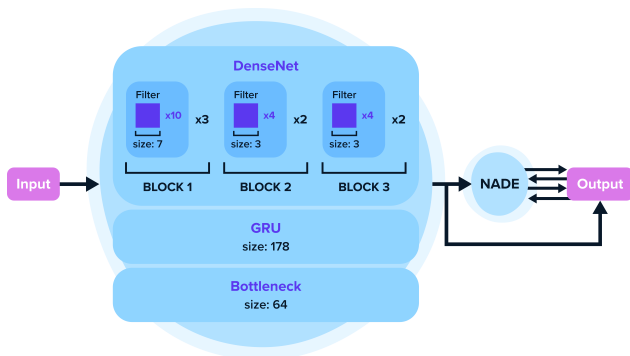 DenseNet
Filter
x10
size: 7
x3
BLOCK 1
Filter
x4
size: 3
x2
BLOCK 2
Filter
x4
size: 3
x2
BLOCK 3
Input
NADE
Output
GRU
size: 178
Bottleneck
size: 64